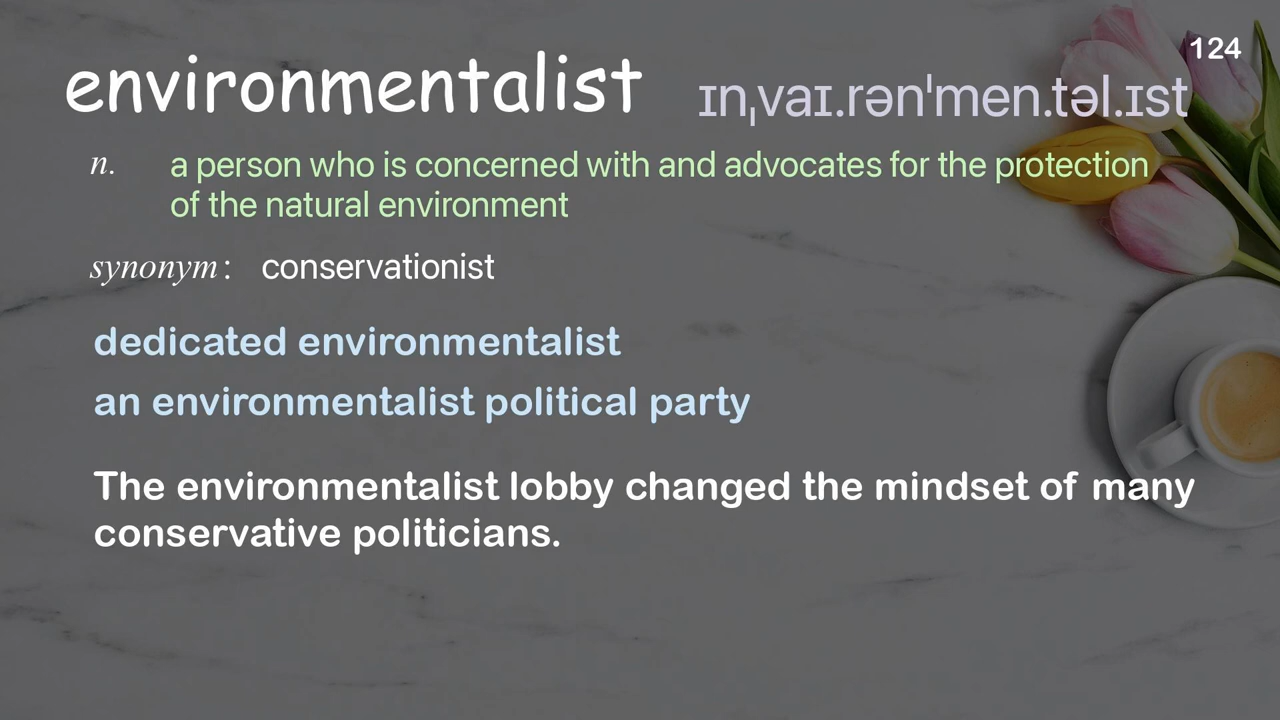 124
environmentalist ɪnˌvaɪ.rənˈmen.təl.ɪst
n. a person who is concerned with and advocates for the protection
of the natural environment
synonym: conservationist
dedicated environmentalist
an environmentalist political party
The environmentalist lobby changed the mindset of many
conservative politicians.